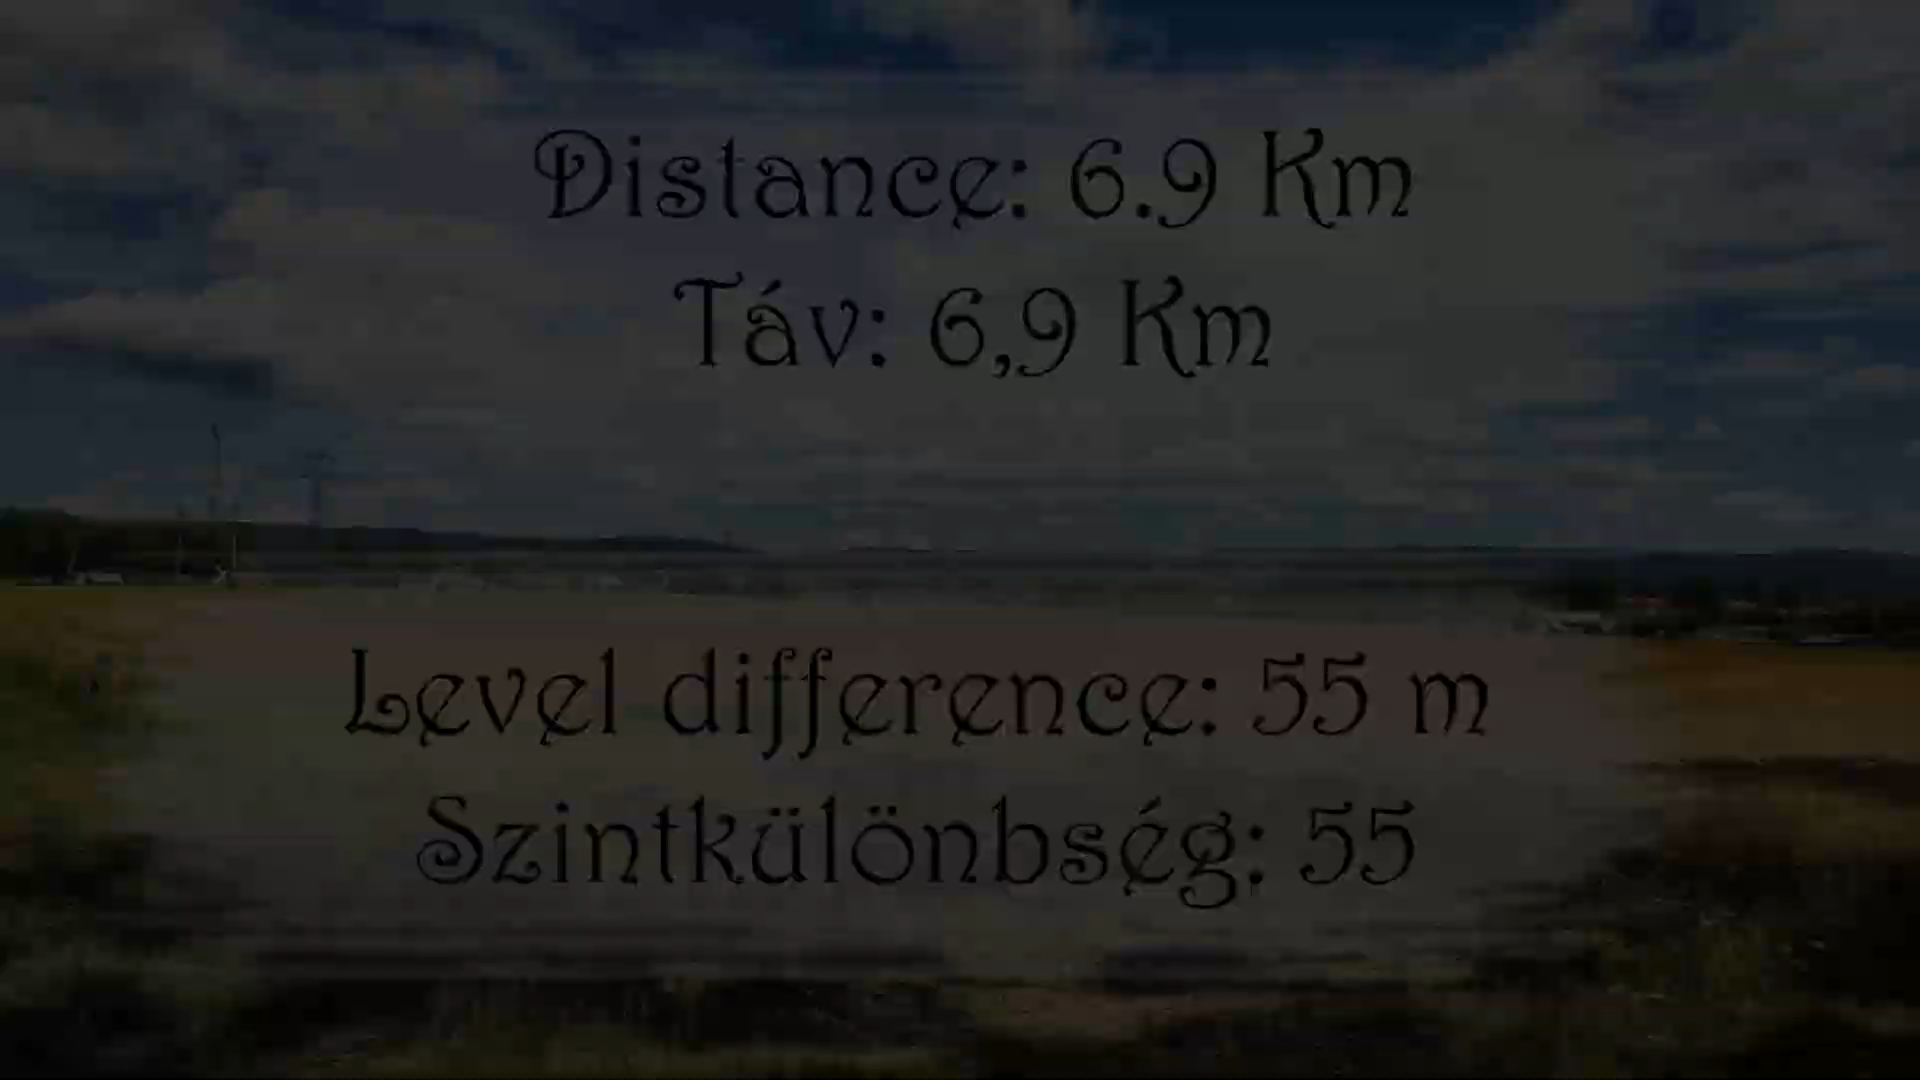 Distance: 6.9 Km
Táv: 6,9 Km
Level difference: 55 m
Szintkülönbség: 55